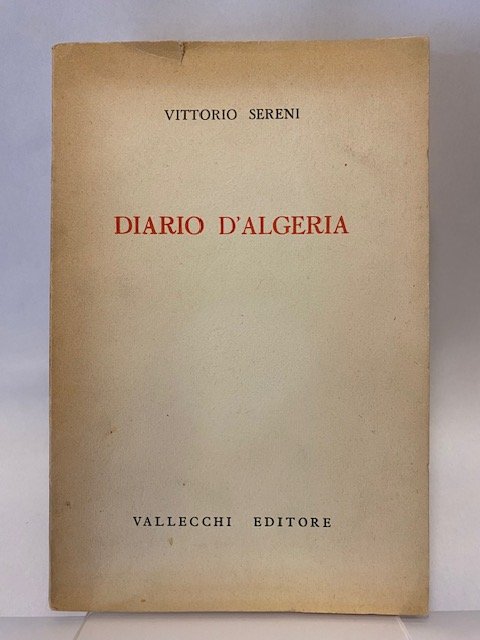 VITTORIO SERENI
DIARIO D'ALGERIA
VALLECCHI EDITORE